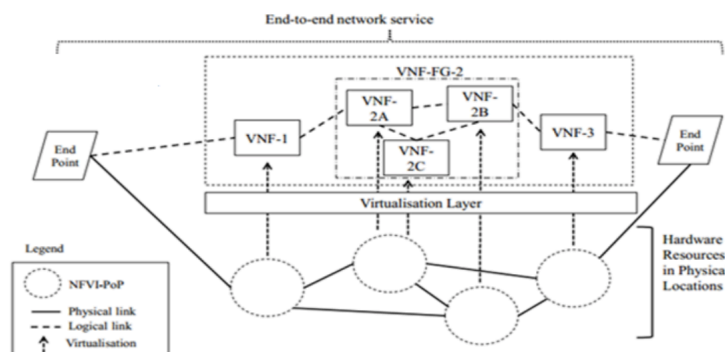 End-to-end network service
VNF-FG-2
VNF-
2A
VNF-
2B
VNF-1
VNF-3
VNF-
2C
End
Point
End
Point
Virtualisation Layer
Hardware
Resources
in Physical
Locations
Legend
NFVI-PoP
Physical link
Logical link
Virtualisation